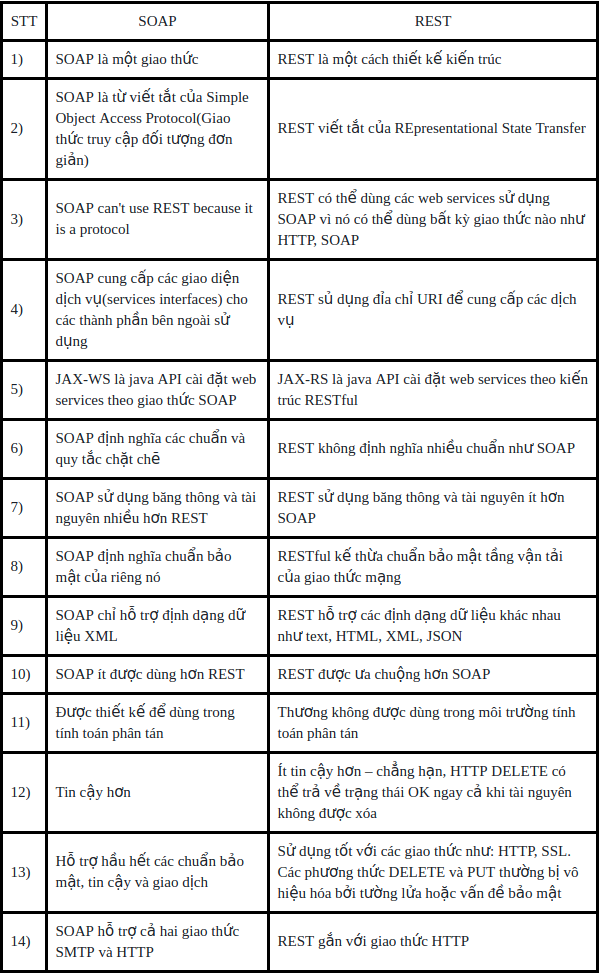 STT SOAP REST
1) SOAP là một giao thức REST là một cách thiết kế kiến trúc
2) SOAP là từ viết tắt của Simple
Object Access Protocol(Giao
thức truy cập đối tượng đơn
giản)
REST viết tắt của REpresentational State Transfer
3) SOAP can't use REST because it
is a protocol
REST có thể dùng các web services sử dụng
SOAP vì nó có thể dùng bất kỳ giao thức nào như
HTTP, SOAP
4) SOAP cung cấp các giao diện
dịch vụ(services interfaces) cho
các thành phần bên ngoài sử
dụng
REST sủ dụng đỉa chỉ URI để cung cấp các dịch
vụ
5) JAX-WS là java API cài đặt web
services theo giao thức SOAP
JAX-RS là java API cài đặt web services theo kiến
trúc RESTful
6) SOAP định nghĩa các chuẩn và
quy tắc chặt chẽ
REST không định nghĩa nhiều chuẩn như SOAP
7) SOAP sử dụng băng thông và tài
nguyên nhiều hơn REST
REST sử dụng băng thông và tài nguyên ít hơn
SOAP
8) SOAP định nghĩa chuẩn bảo
mật của riêng nó
RESTful kế thừa chuẩn bảo mật tầng vận tải
của giao thức mạng
9) SOAP chỉ hỗ trợ định dạng dữ
liệu XML
REST hỗ trợ các định dạng dữ liệu khác nhau
như text, HTML, XML, JSON
10) SOAP ít được dùng hơn REST REST được ưa chuộng hơn SOAP
11) Được thiết kế để dùng trong
tính toán phân tán
Thương không được dùng trong môi trường tính
toán phân tán
12) Tin cậy hơn
Ít tin cậy hơn – chẳng hạn, HTTP DELETE có
thể trả về trạng thái OK ngay cả khi tài nguyên
không được xóa
13) Hỗ trợ hầu hết các chuẩn bảo
mật, tin cậy và giao dịch
Sử dụng tốt với các giao thức như: HTTP, SSL.
Các phương thức DELETE và PUT thường bị vô
hiệu hóa bởi tường lửa hoặc vấn đề bảo mật
14) SOAP hỗ trợ cả hai giao thức
SMTP và HTTP
REST gắn với giao thức HTTP